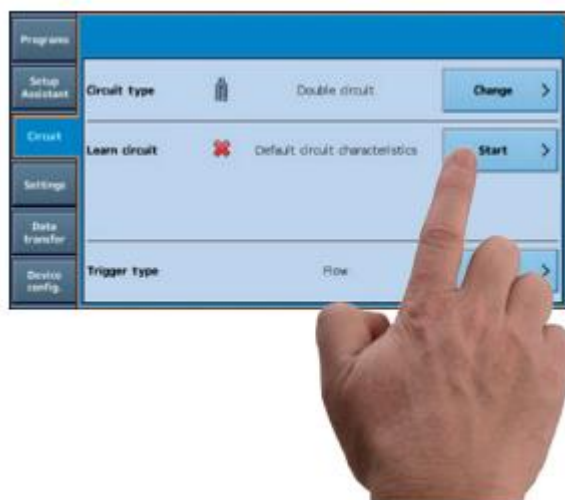 Programs
Setup
Assistant
Circuit type
Double circuit
Change
Circuit
Learn circuit
Default circuit characteristics
Start
Settings
Data
transfer
Device
config.
Trigger type
Flow